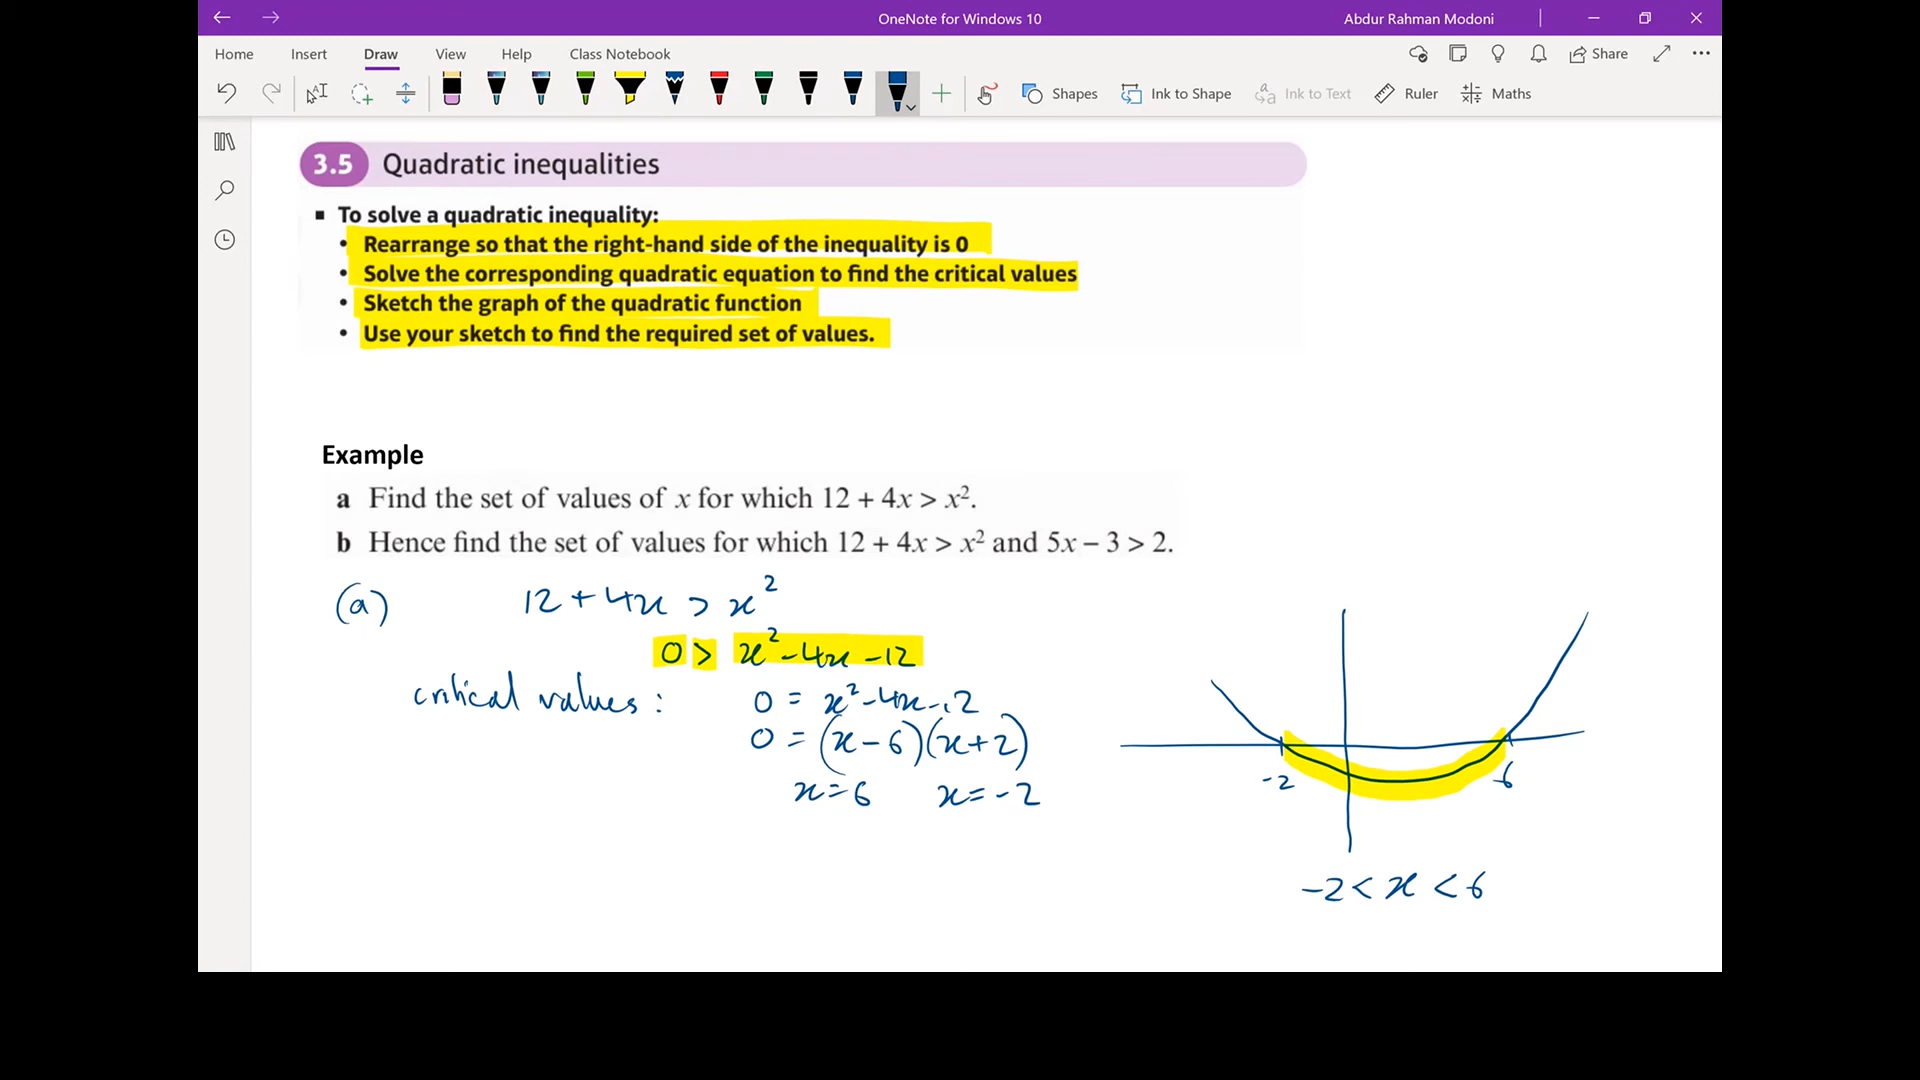 OneNote for Windows 10
Abdur Rahman Modoni
Home Insert Draw View Help Class Notebook
Share
Shapes Ink to Shape Ink to Text Ruler Maths
3.5 Quadratic inequalities
▪ To solve a quadratic inequality:
• Rearrange so that the right-hand side of the inequality is 0
• Solve the corresponding quadratic equation to find the critical values
• Sketch the graph of the quadratic function
• Use your sketch to find the required set of values.
Example
a Find the set of values of x for which 12 + 4x > x².
b Hence find the set of values for which 12 + 4x > x² and 5x − 3 > 2.
(a) 12 + 4x > x²
0 > x² - 4x - 12
critical values: 0 = x² - 4x - 12
0 = (x - 6)(x + 2)
x = 6 x = -2
-2 6
-2 < x < 6